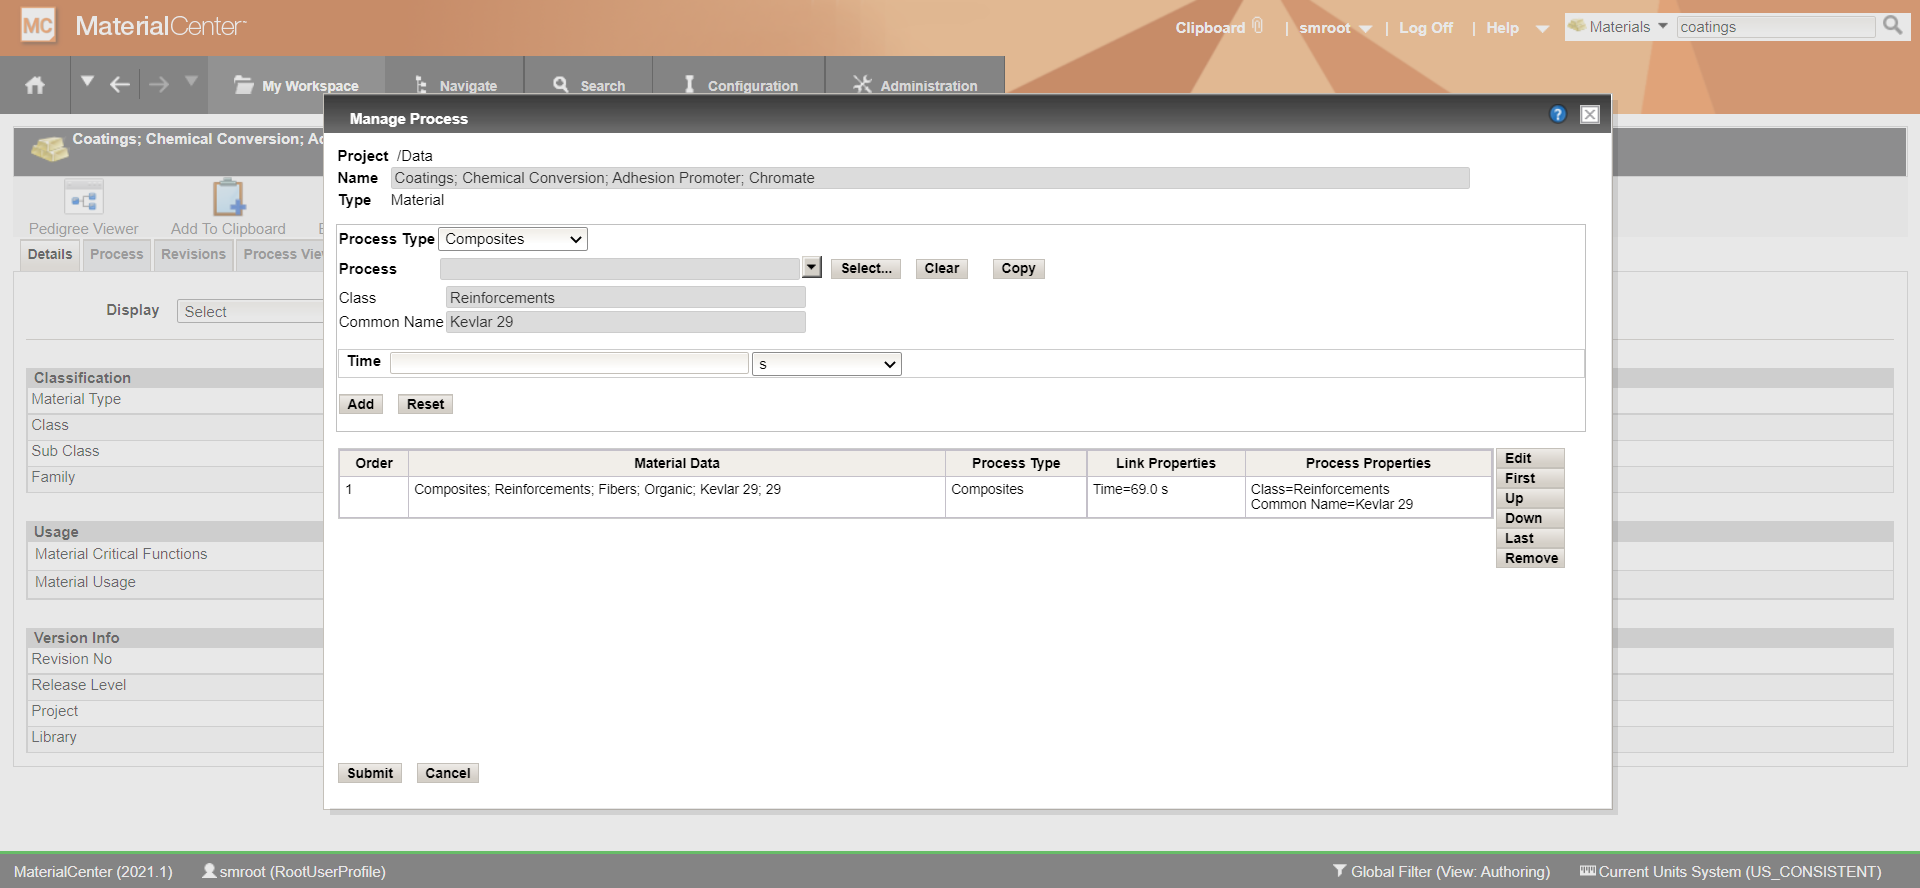 MC MaterialCenter
Clipboard | smroot | Log Off | Help
Materials coatings
My Workspace Navigate Search Configuration Administration
Coatings; Chemical Conversion; Ad
Pedigree Viewer Add To Clipboard
Details Process Revisions Process Vie
Display Select
Classification
Material Type
Class
Sub Class
Family
Usage
Material Critical Functions
Material Usage
Version Info
Revision No
Release Level
Project
Library
Manage Process ?
Project /Data
Name Coatings; Chemical Conversion; Adhesion Promoter; Chromate
Type Material
Process Type Composites
Process Select... Clear Copy
Class Reinforcements
Common Name Kevlar 29
Time s
Add Reset
Order Material Data Process Type Link Properties Process Properties
1 Composites; Reinforcements; Fibers; Organic; Kevlar 29; 29 Composites Time=69.0 s Class=Reinforcements
Common Name=Kevlar 29
Edit
First
Up
Down
Last
Remove
Submit Cancel
MaterialCenter (2021.1) smroot (RootUserProfile) Global Filter (View: Authoring) Current Units System (US_CONSISTENT)